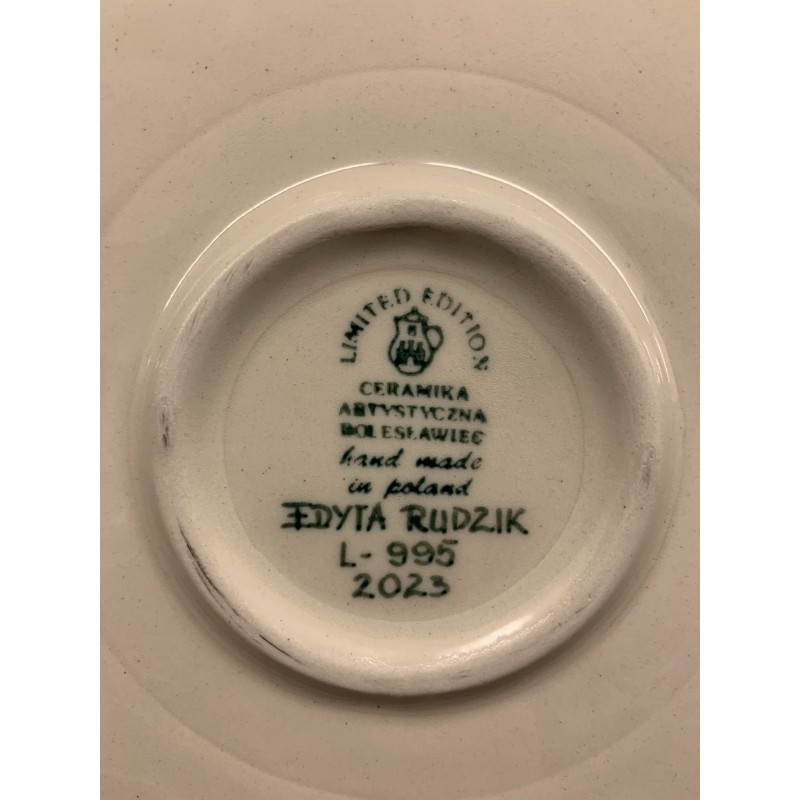 LIMITED EDITION
CERAMIKA
ARTYSTYCZNA
BOLESŁAWIEC
hand made
in poland
EDYTA RUDZIK
L-995
2023